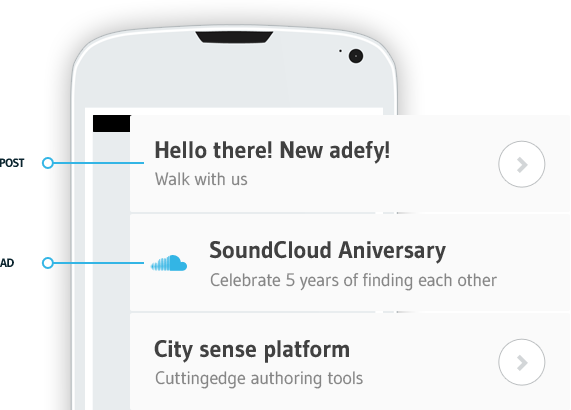 Hello there! New adefy!
POST
Walk with us
SoundCloud Aniversary
AD
Celebrate 5 years of finding each other
City sense platform
Cuttingedge authoring tools